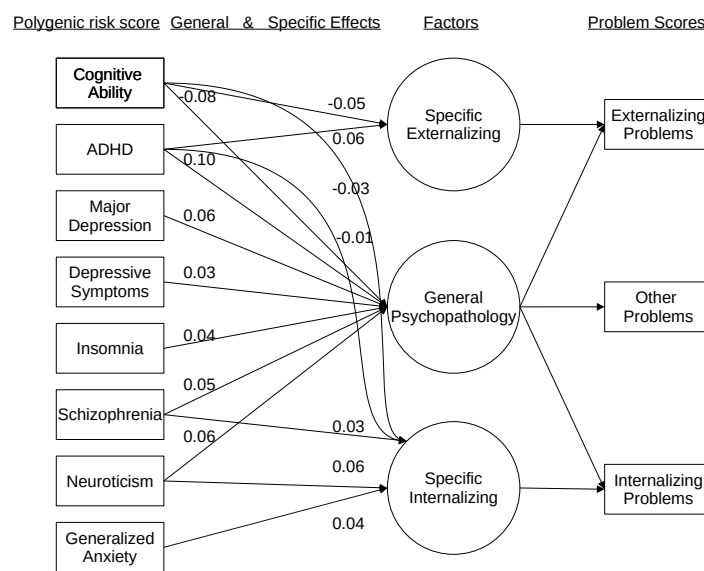 Polygenic risk score General & Specific Effects Factors Problem Scores
Cognitive
Ability
ADHD
Major
Depression
Depressive
Symptoms
Insomnia
Schizophrenia
Neuroticism
Generalized
Anxiety
-0.08
0.10
0.06
0.03
0.04
0.05
0.06
-0.05
0.06
-0.03
-0.01
0.03
0.06
0.04
Specific
Externalizing
General
Psychopathology
Specific
Internalizing
Externalizing
Problems
Other
Problems
Internalizing
Problems